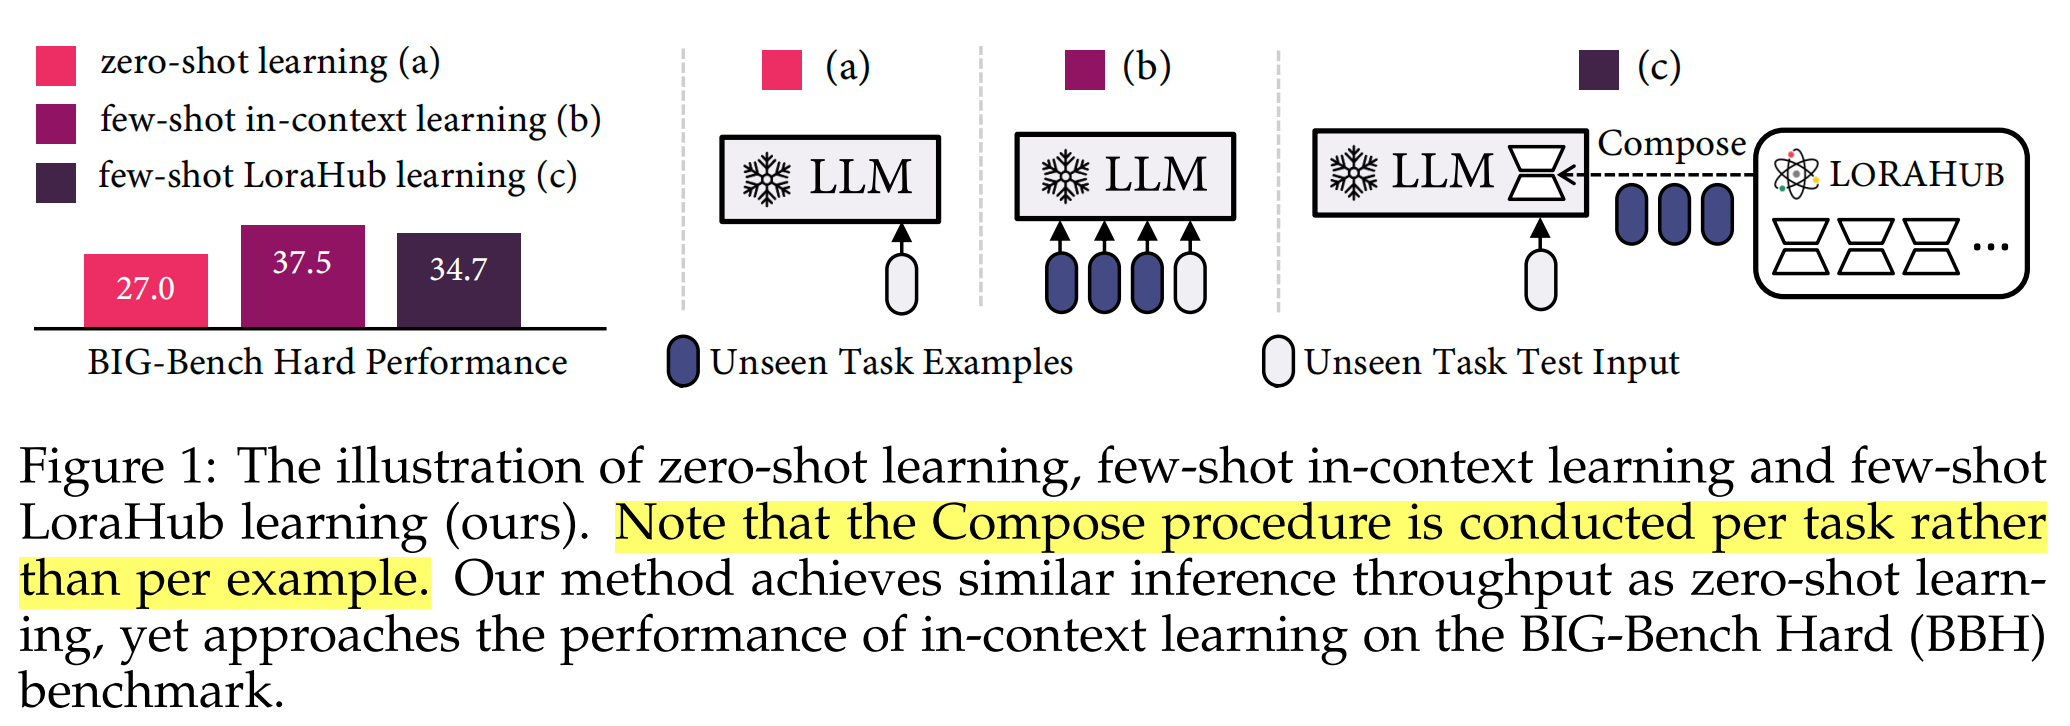 zero-shot learning (a)
few-shot in-context learning (b)
few-shot LoraHub learning (c)
27.0
37.5
34.7
BIG-Bench Hard Performance
(a)
LLM
(b)
LLM
(c)
LLM
Compose
LORAHUB
...
Unseen Task Examples
Unseen Task Test Input
Figure 1: The illustration of zero-shot learning, few-shot in-context learning and few-shot
LoraHub learning (ours). Note that the Compose procedure is conducted per task rather
than per example. Our method achieves similar inference throughput as zero-shot learn-
ing, yet approaches the performance of in-context learning on the BIG-Bench Hard (BBH)
benchmark.